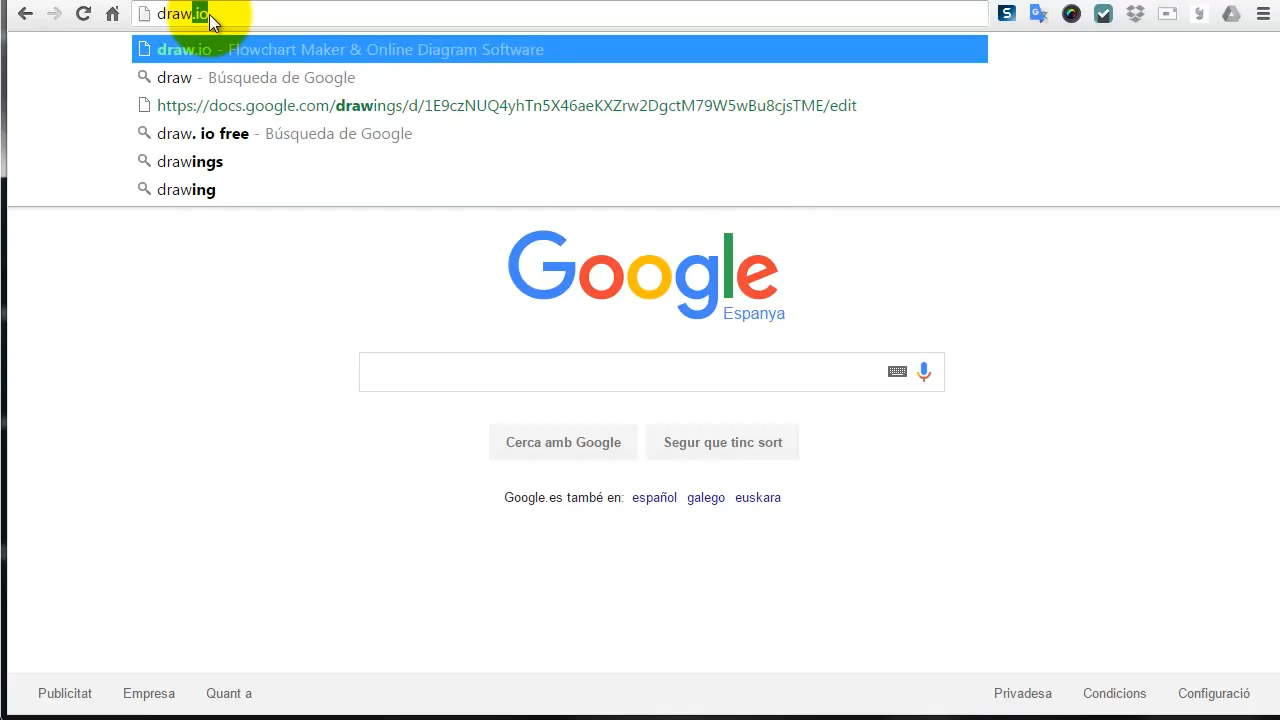 draw.io
draw.io - Flowchart Maker & Online Diagram Software
draw - Búsqueda de Google
https://docs.google.com/drawings/d/1E9czNUQ4yhTn5X46aeKXZrw2DgctM79W5wBu8cjsTME/edit
draw. io free - Búsqueda de Google
drawings
drawing
Google
Espanya
Cerca amb Google Segur que tinc sort
Google.es també en: español galego euskara
Publicitat Empresa Quant a Privadesa Condicions Configuració